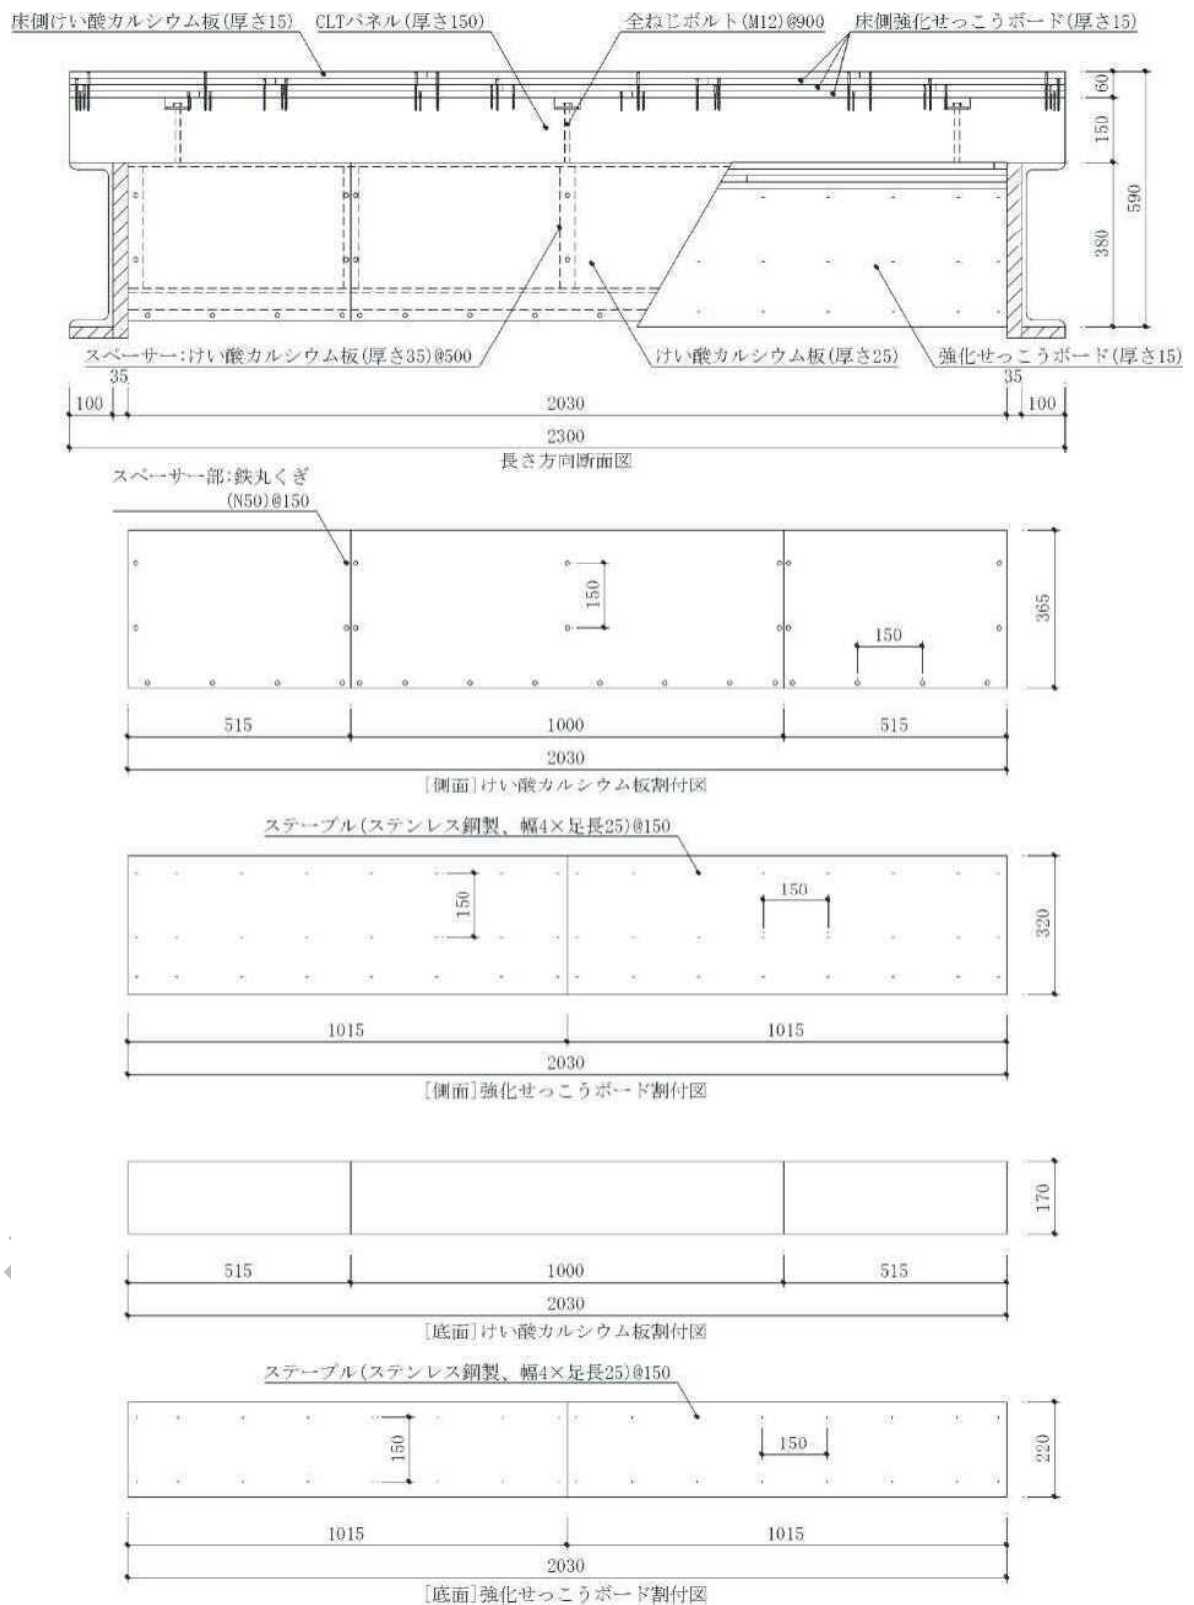 床側けい酸カルシウム板(厚さ15)
CLTパネル(厚さ150)
全ねじボルト(M12)@900
床側強化せっこうボード(厚さ15)
60
150
380
590
スペーサー:けい酸カルシウム板(厚さ35)@500
けい酸カルシウム板(厚さ25)
強化せっこうボード(厚さ15)
35
35
100
2030
100
2300
長さ方向断面図
スペーサー部:鉄丸くぎ
(N50)@150
150
150
365
515
1000
515
2030
[側面]けい酸カルシウム板割付図
ステープル(ステンレス鋼製、幅4×足長25)@150
150
150
320
1015
1015
2030
[側面]強化せっこうボード割付図
170
515
1000
515
2030
[底面]けい酸カルシウム板割付図
ステープル(ステンレス鋼製、幅4×足長25)@150
150
150
220
1015
1015
2030
[底面]強化せっこうボード割付図